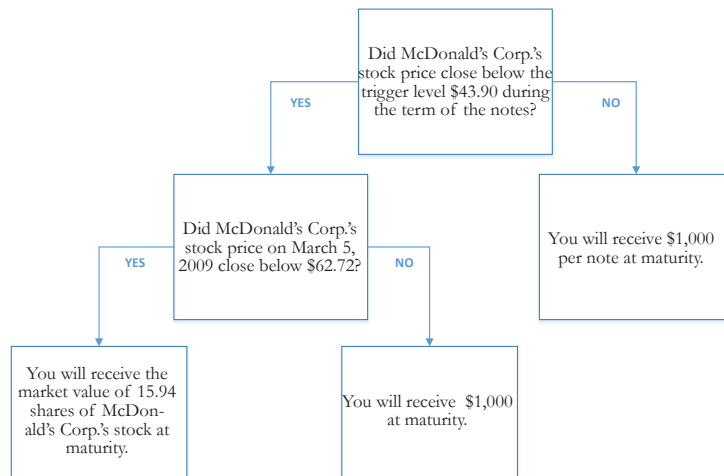 Did McDonald's Corp.'s
stock price close below the
trigger level $43.90 during
the term of the notes?
YES
NO
Did McDonald's Corp.'s
stock price on March 5,
2009 close below $62.72?
You will receive $1,000
per note at maturity.
YES
NO
You will receive the
market value of 15.94
shares of McDon-
ald's Corp.'s stock at
maturity.
You will receive $1,000
at maturity.